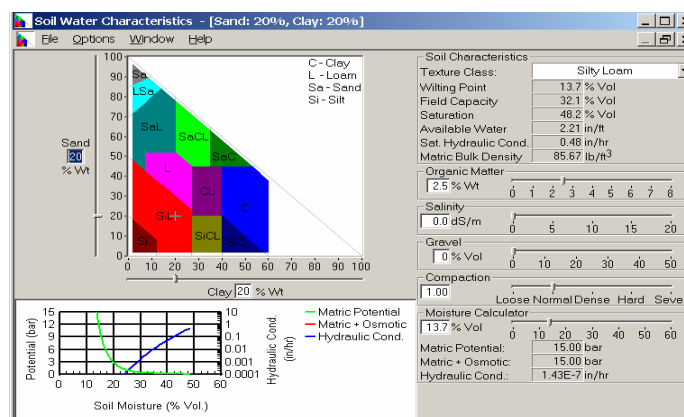 Soil Water Characteristics - [Sand: 20%, Clay: 20%]
File Options Window Help
Sand
20
% Wt
100
90
80
70
60
50
40
30
20
10
0
C - Clay
L - Loam
Sa - Sand
Si - Silt
Sa
LSa
SaL
SaCL
SaC
L
CL
C
SiL
Si
SiCL
SiC
0 10 20 30 40 50 60 70 80 90 100
Clay 20 % Wt
Soil Characteristics
Texture Class: Silty Loam
Wilting Point 13.7 % Vol
Field Capacity 32.1 % Vol
Saturation 48.2 % Vol
Available Water 2.21 in/ft
Sat. Hydraulic Cond. 0.48 in/hr
Matric Bulk Density 85.67 lb/ft3
Organic Matter
2.5 % Wt
0 1 2 3 4 5 6 7 8
Salinity
0.0 dS/m
0 5 10 15 20
Gravel
0 % Vol
0 10 20 30 40 50
Compaction
1.00
Loose Normal Dense Hard Seve
Moisture Calculator
13.7 % Vol
0 10 20 30 40 50
Matric Potential: 15.00 bar
Matric + Osmotic: 15.00 bar
Hydraulic Cond.: 1.43E-7 in/hr
Potential (bar)
15
12
9
6
3
0
10
1
0.1
0.01
0.001
0.0001
Hydraulic Cond.
(in/hr)
0 10 20 30 40 50 60
Soil Moisture (% Vol.)
Matric Potential
Matric + Osmotic
Hydraulic Cond.